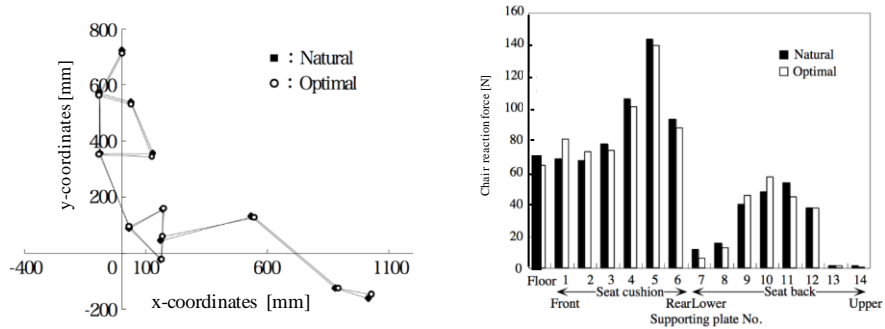 800
600
400
200
-200
-400
0
100
600
1100
y-coordinates [mm]
x-coordinates [mm]
■ : Natural
○ : Optimal
160
140
120
100
80
60
40
20
0
Chair reaction force [N]
■ Natural
□ Optimal
Floor 1 2 3 4 5 6 7 8 9 10 11 12 13 14
Seat cushion Seat back
Front Rear Lower Upper
Supporting plate No.